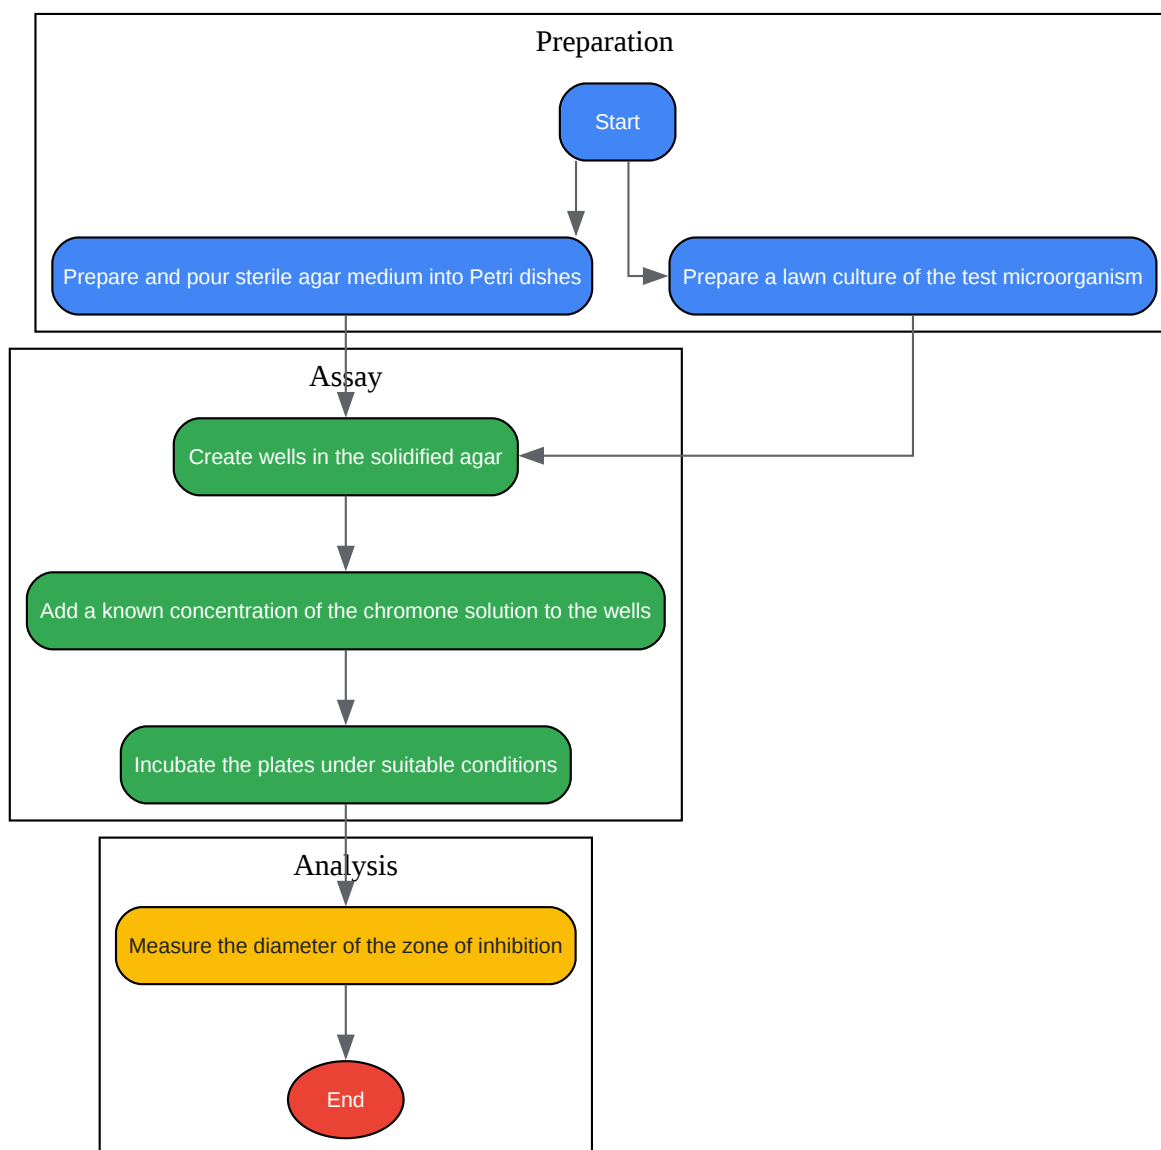 Preparation
Start
Prepare and pour sterile agar medium into Petri dishes
Prepare a lawn culture of the test microorganism
Assay
Create wells in the solidified agar
Add a known concentration of the chromone solution to the wells
Incubate the plates under suitable conditions
Analysis
Measure the diameter of the zone of inhibition
End